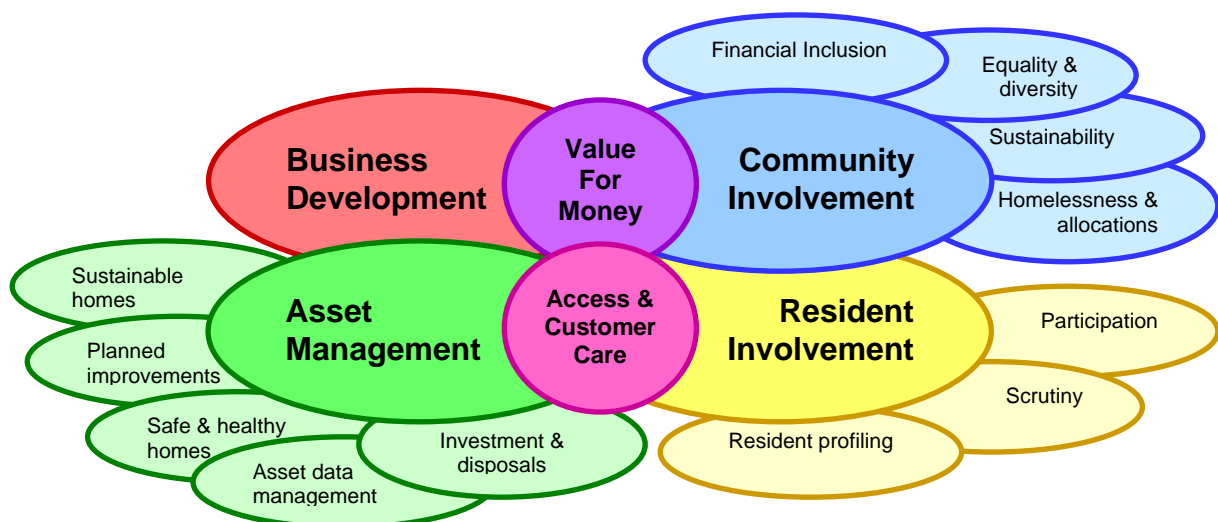 Financial Inclusion
Equality &
diversity
Sustainability
Homelessness &
allocations
Business
Development
Value
For
Money
Community
Involvement
Sustainable
homes
Planned
improvements
Safe & healthy
homes
Asset data
management
Investment &
disposals
Asset
Management
Access &
Customer
Care
Resident
Involvement
Participation
Scrutiny
Resident profiling